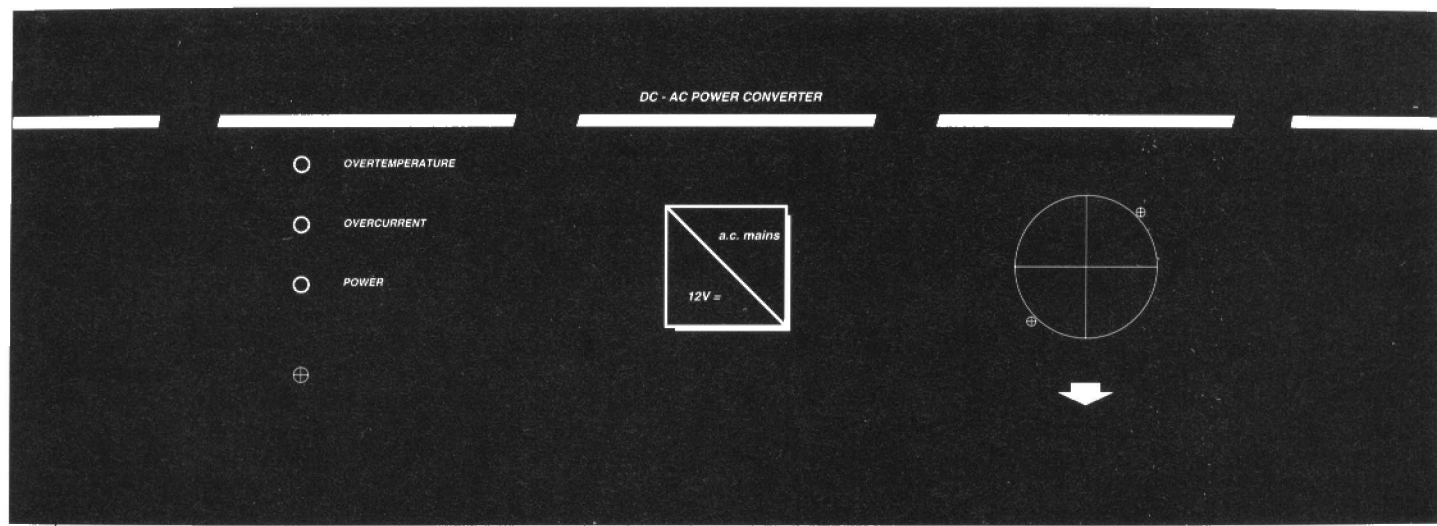 DC - AC POWER CONVERTER
OVERTEMPERATURE
OVERCURRENT
POWER
a.c. mains
12V =